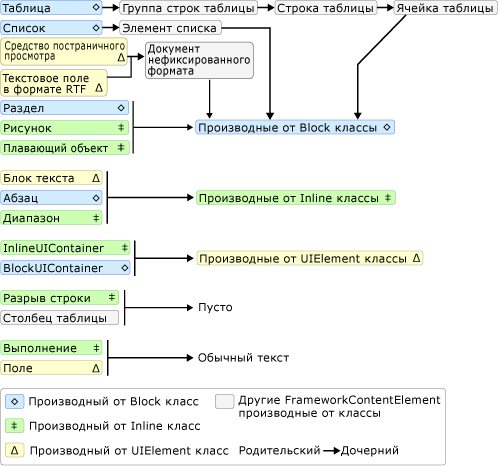 Таблица
Группа строк таблицы
Строка таблицы
Ячейка таблицы
Список
Элемент списка
Средство постраничного
просмотра
Документ
нефиксированного
формата
Текстовое поле
в формате RTF
Раздел
Рисунок
Плавающий объект
Производные от Block классы
Блок текста
Абзац
Диапазон
Производные от Inline классы
InlineUIContainer
BlockUIContainer
Производные от UIElement классы
Разрыв строки
Столбец таблицы
Пусто
Выполнение
Поле
Обычный текст
Производный от Block класс
Другие FrameworkContentElement
производные от классы
Производный от Inline класс
Производный от UIElement класс
Родительский
Дочерний